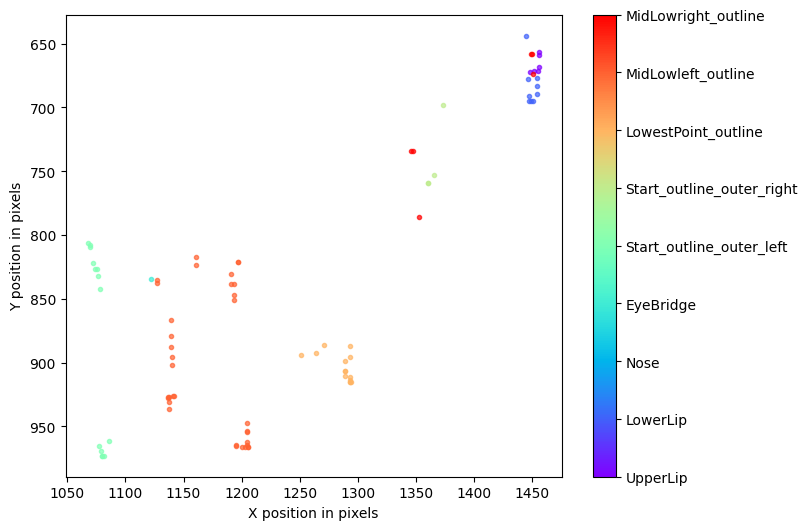 Y position in pixels
650
700
750
800
850
900
950
1050 1100 1150 1200 1250 1300 1350 1400 1450
X position in pixels
MidLowright_outline
MidLowleft_outline
LowestPoint_outline
Start_outline_outer_right
Start_outline_outer_left
EyeBridge
Nose
LowerLip
UpperLip